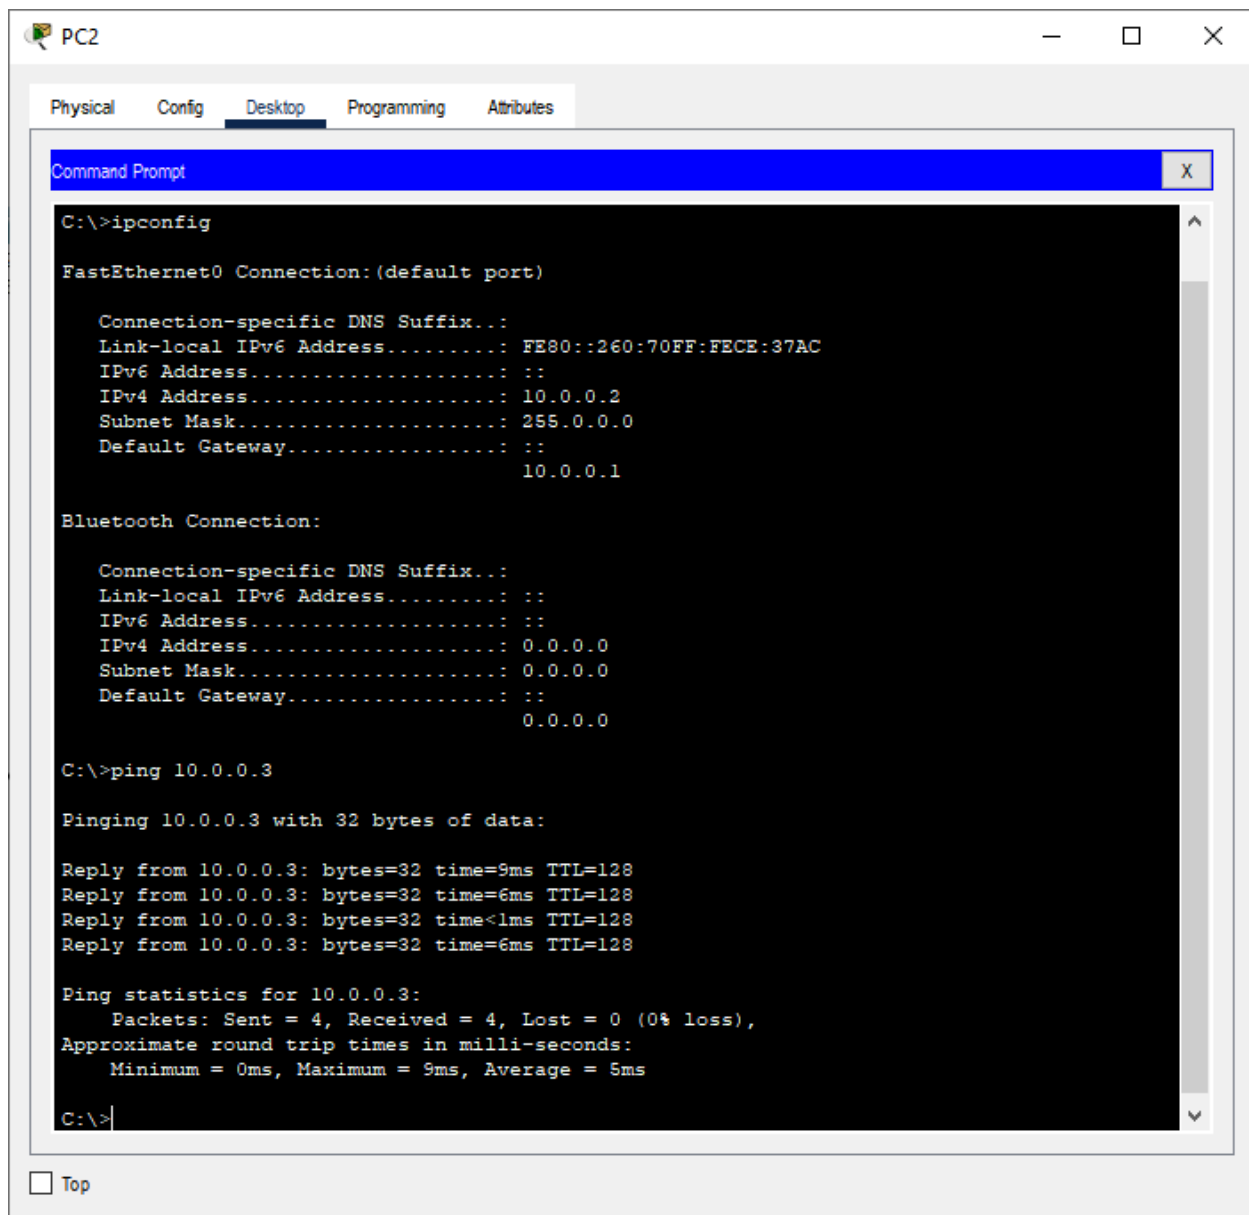 PC2
Physical Config Desktop Programming Attributes
Command Prompt X
C:\>ipconfig
FastEthernet0 Connection:(default port)
Connection-specific DNS Suffix..:
Link-local IPv6 Address.........: FE80::260:70FF:FECE:37AC
IPv6 Address....................: ::
IPv4 Address....................: 10.0.0.2
Subnet Mask.....................: 255.0.0.0
Default Gateway.................: ::
10.0.0.1
Bluetooth Connection:
Connection-specific DNS Suffix..:
Link-local IPv6 Address.........: ::
IPv6 Address....................: ::
IPv4 Address....................: 0.0.0.0
Subnet Mask.....................: 0.0.0.0
Default Gateway.................: ::
0.0.0.0
C:\>ping 10.0.0.3
Pinging 10.0.0.3 with 32 bytes of data:
Reply from 10.0.0.3: bytes=32 time=9ms TTL=128
Reply from 10.0.0.3: bytes=32 time=6ms TTL=128
Reply from 10.0.0.3: bytes=32 time<1ms TTL=128
Reply from 10.0.0.3: bytes=32 time=6ms TTL=128
Ping statistics for 10.0.0.3:
Packets: Sent = 4, Received = 4, Lost = 0 (0% loss),
Approximate round trip times in milli-seconds:
Minimum = 0ms, Maximum = 9ms, Average = 5ms
C:\>
Top